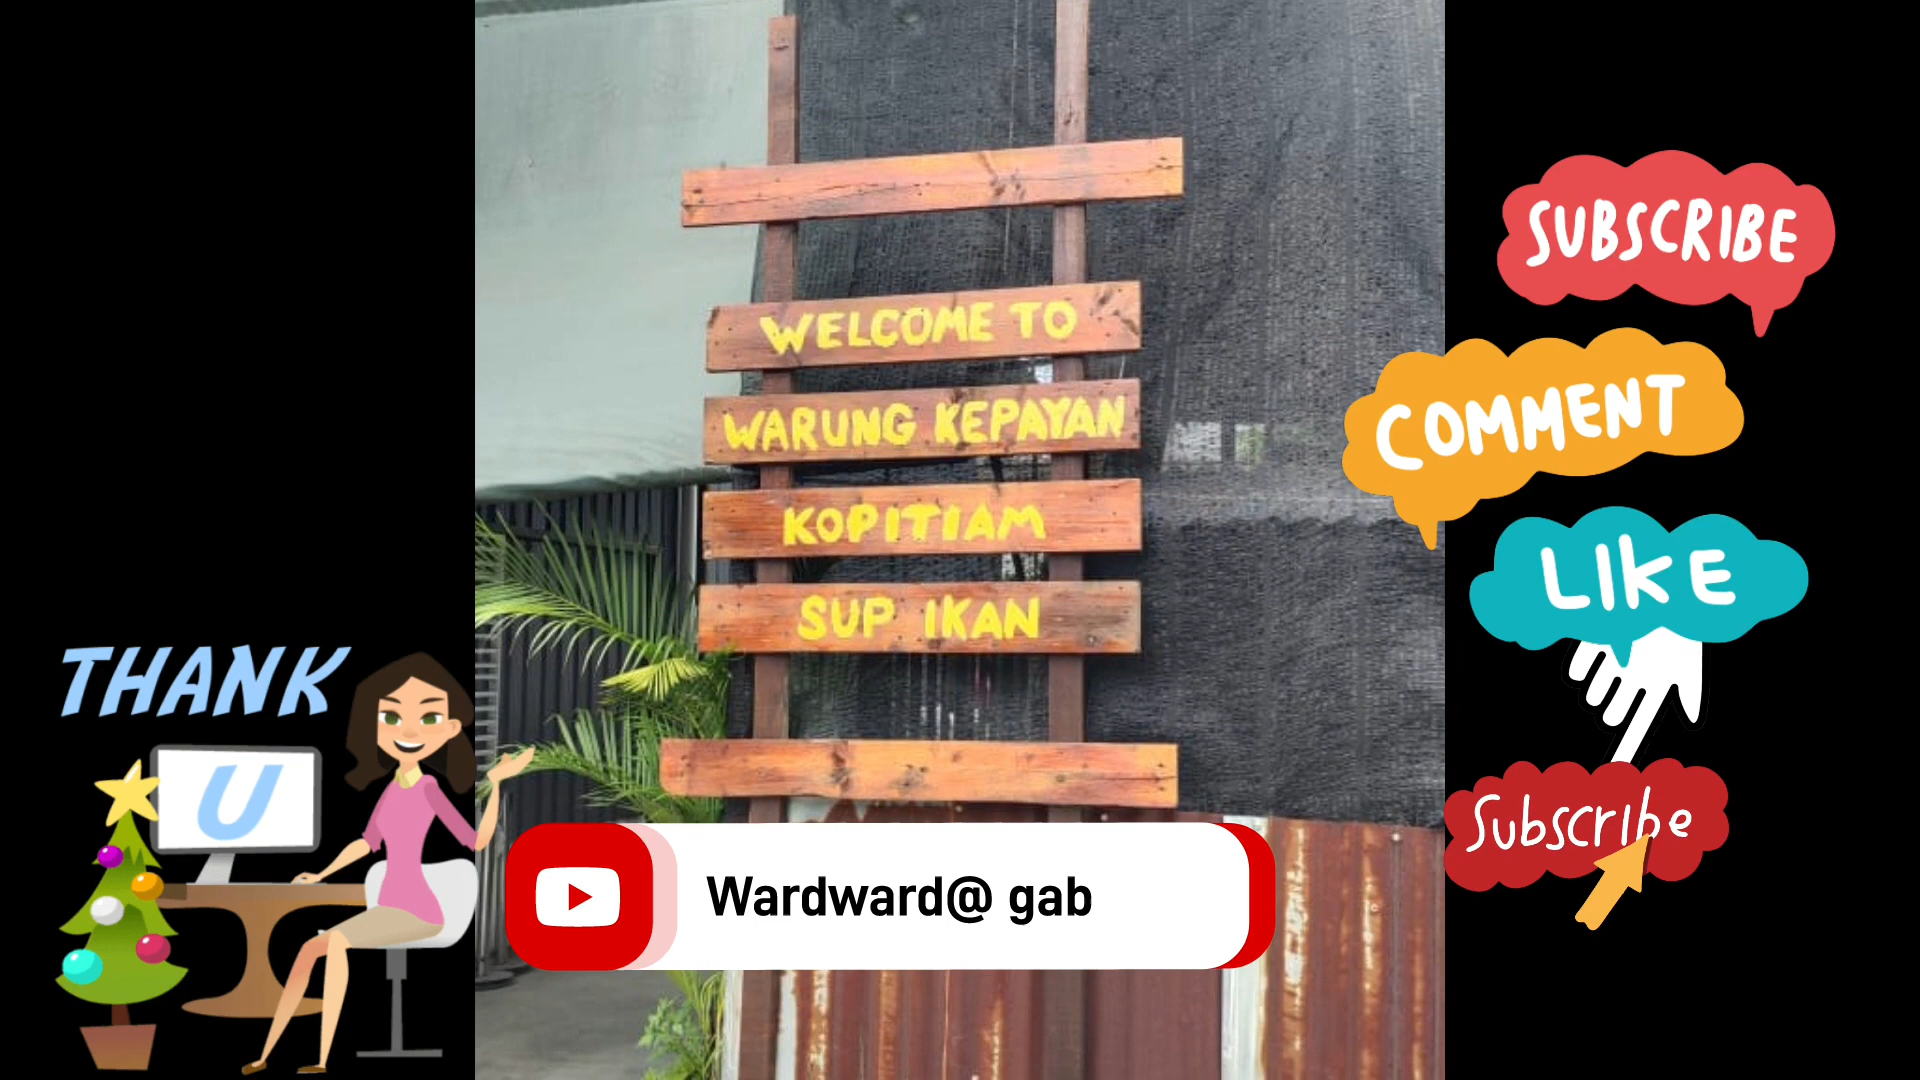 WELCOME TO
WARUNG KEPAYAN
KOPITIAM
SUP IKAN
THANK
U
Wardward@ gab
SUBSCRIBE
COMMENT
LIKE
Subscribe